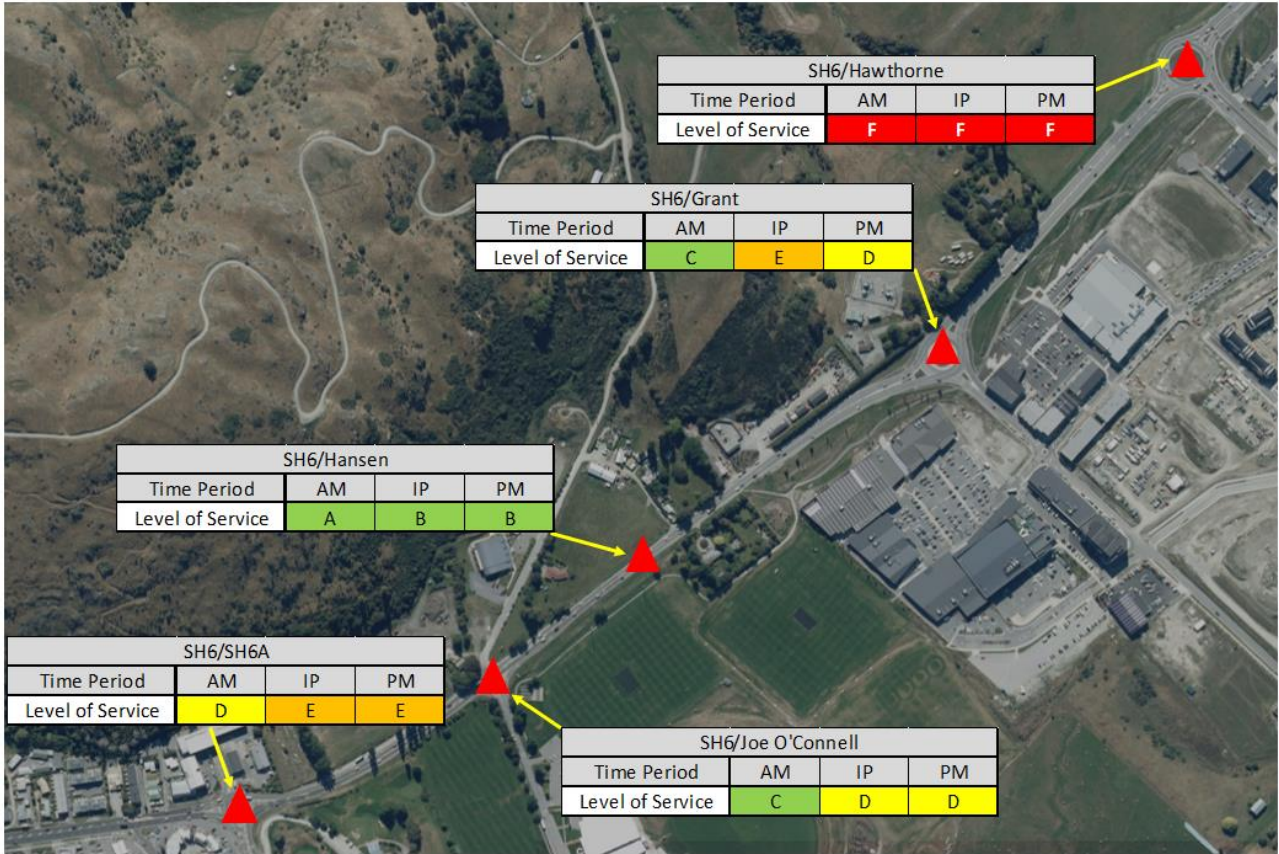 SH6/Hawthorne
Time Period AM IP PM
Level of Service F F F
SH6/Grant
Time Period AM IP PM
Level of Service C E D
SH6/Hansen
Time Period AM IP PM
Level of Service A B B
SH6/SH6A
Time Period AM IP PM
Level of Service D E E
SH6/Joe O'Connell
Time Period AM IP PM
Level of Service C D D